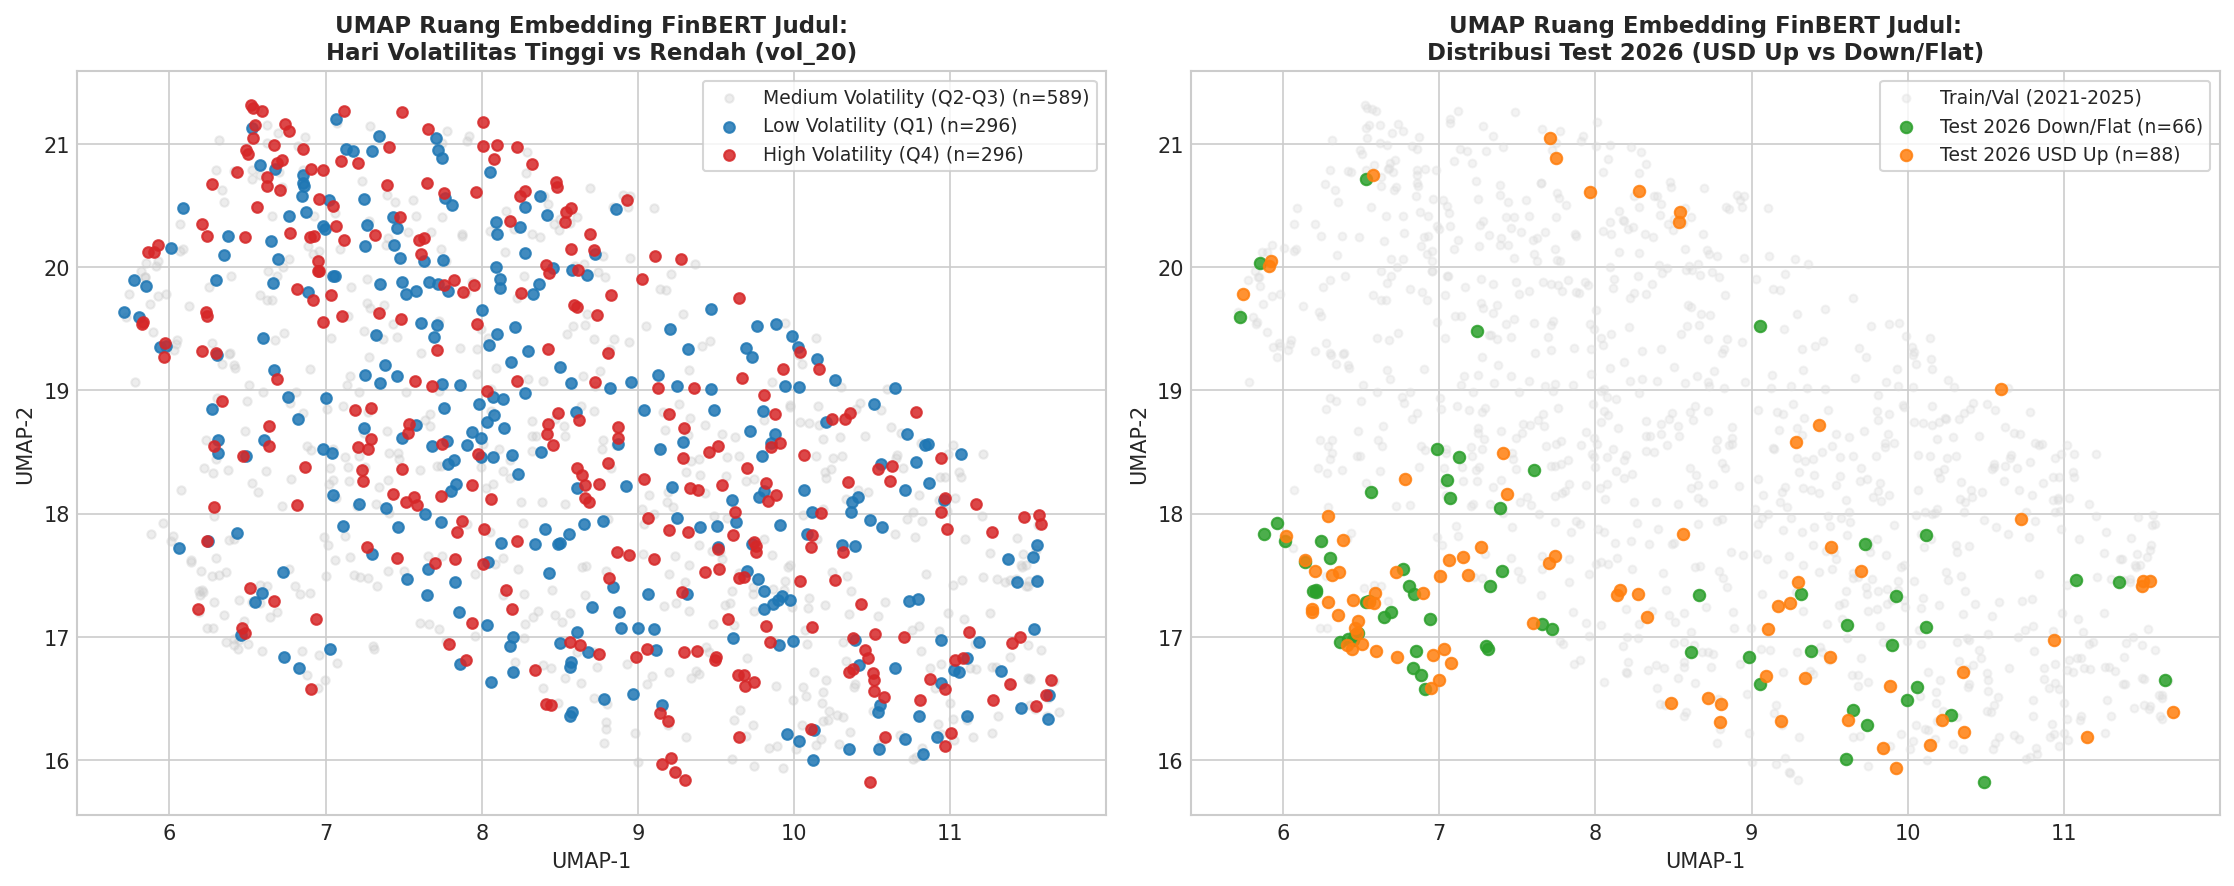 UMAP Ruang Embedding FinBERT Judul:
Hari Volatilitas Tinggi vs Rendah (vol_20)
Medium Volatility (Q2-Q3) (n=589)
Low Volatility (Q1) (n=296)
High Volatility (Q4) (n=296)
21
20
19
18
17
16
UMAP-2
6 7 8 9 10 11
UMAP-1
UMAP Ruang Embedding FinBERT Judul:
Distribusi Test 2026 (USD Up vs Down/Flat)
Train/Val (2021-2025)
Test 2026 Down/Flat (n=66)
Test 2026 USD Up (n=88)
21
20
19
18
17
16
UMAP-2
6 7 8 9 10 11
UMAP-1